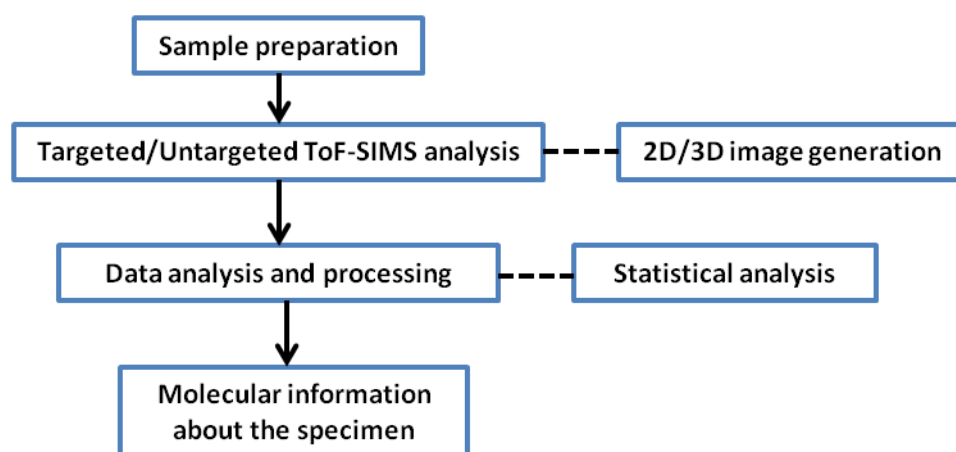 Sample preparation
Targeted/Untargeted ToF-SIMS analysis
2D/3D image generation
Data analysis and processing
Statistical analysis
Molecular information
about the specimen